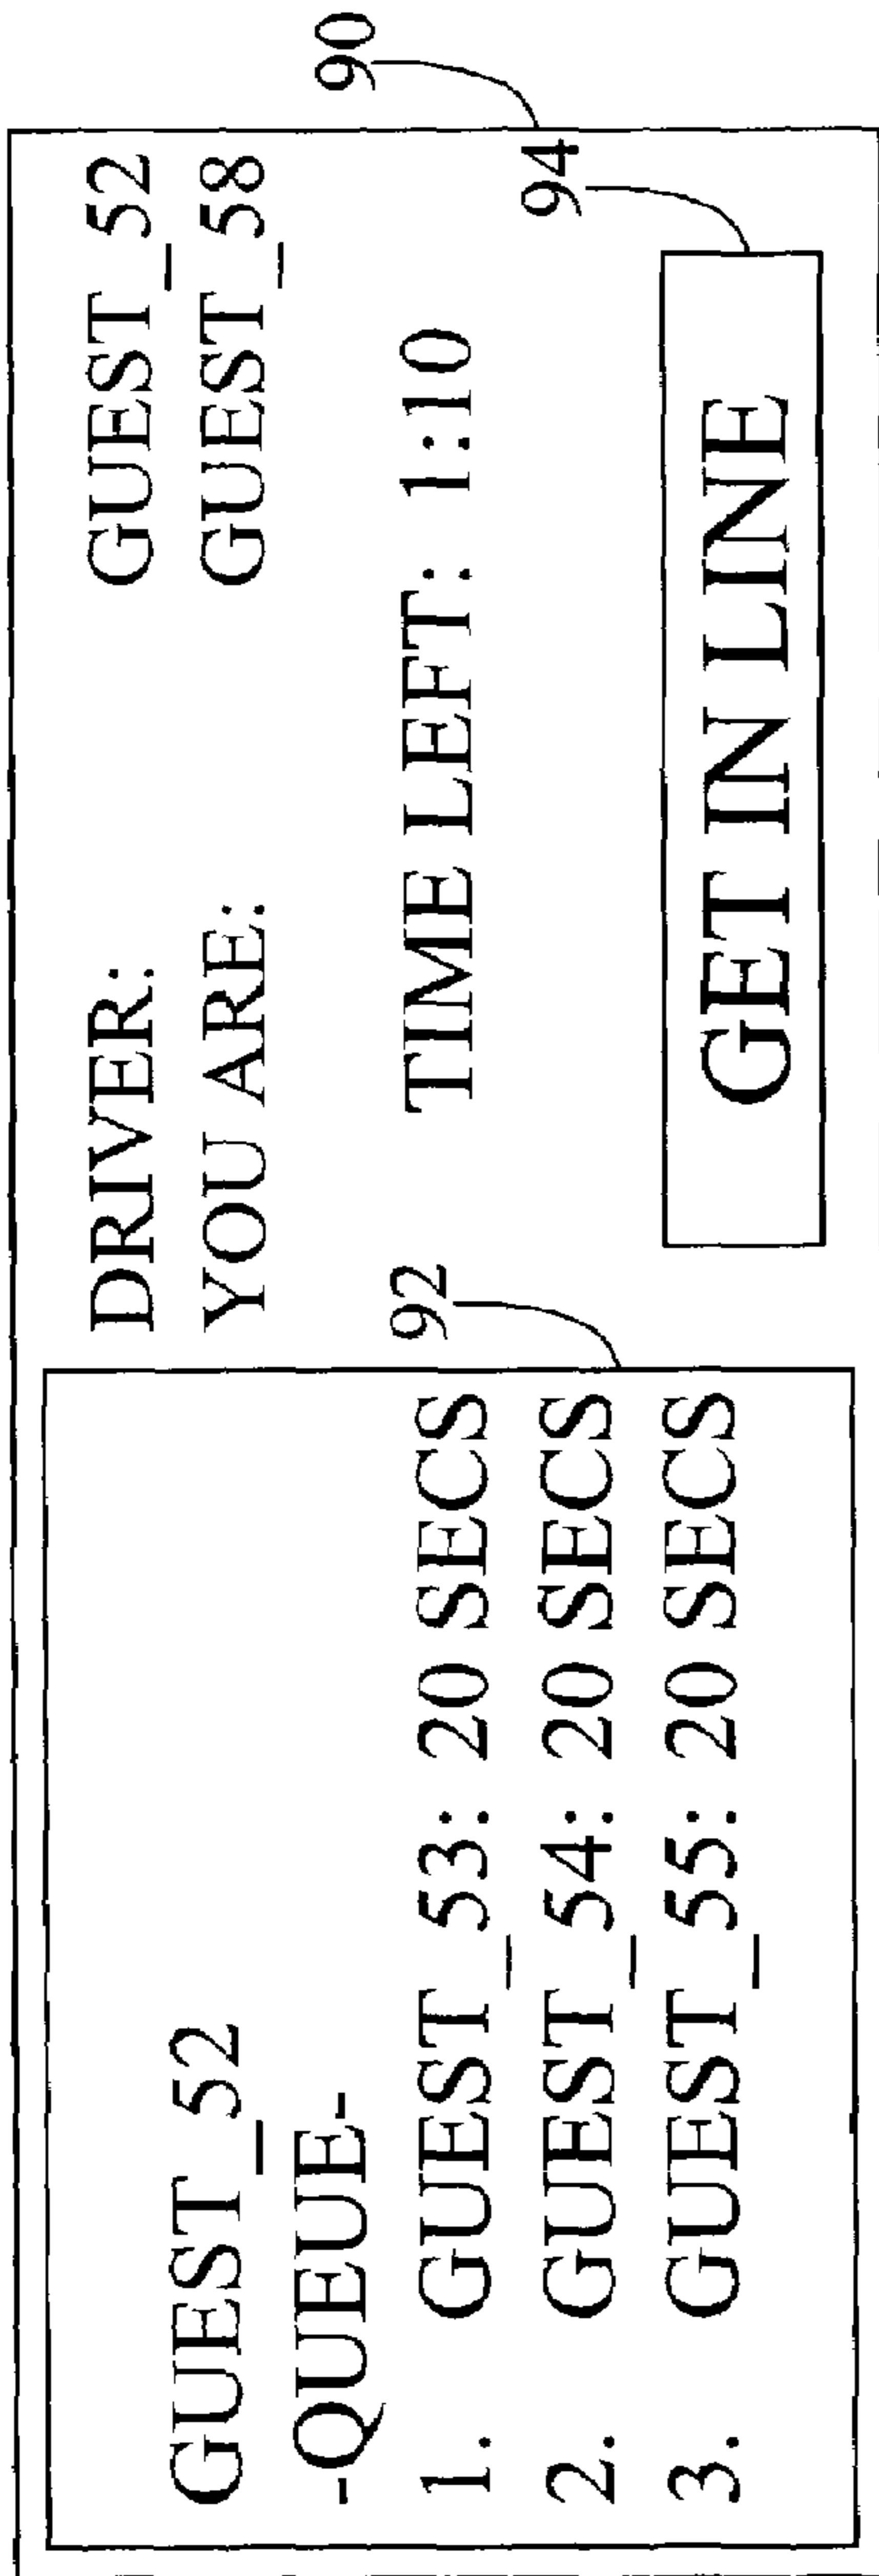 GUEST_52
-QUEUE-
1. GUEST_53: 20 SECS
2. GUEST_54: 20 SECS
3. GUEST_55: 20 SECS
92
DRIVER: GUEST_52
YOU ARE: GUEST_58
TIME LEFT: 1:10
GET IN LINE
94
90